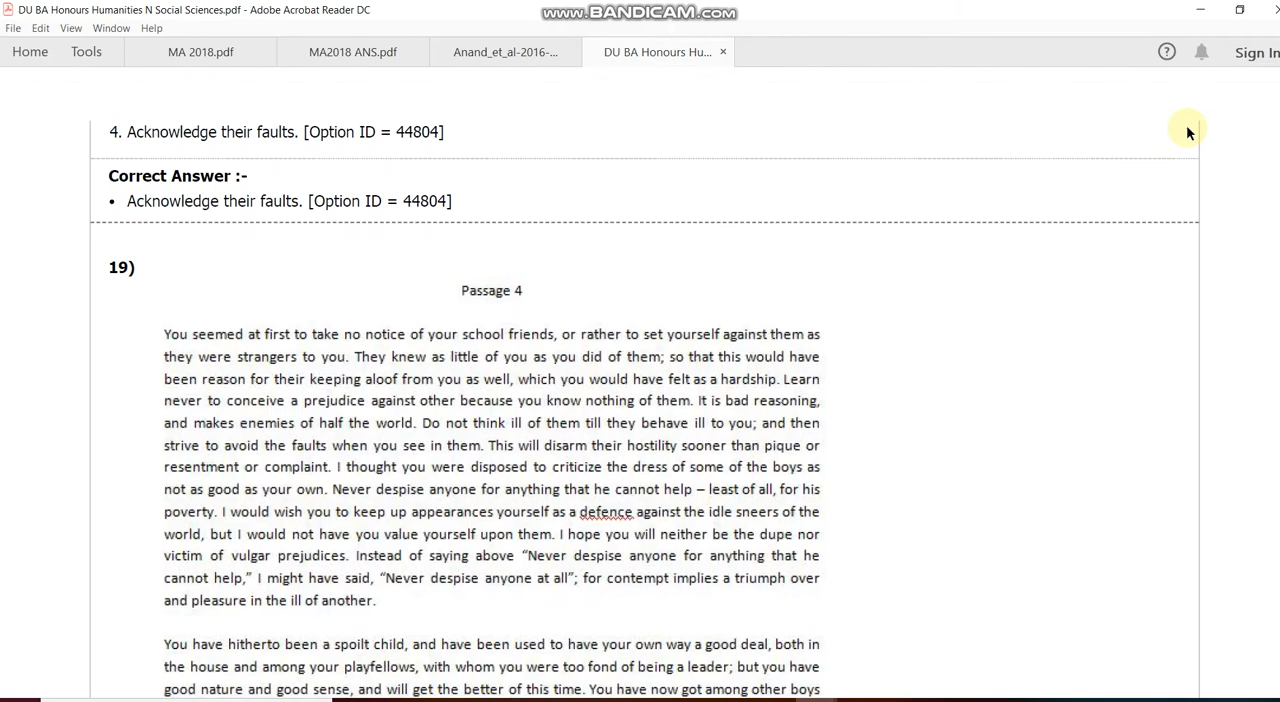 DU BA Honours Humanities N Social Sciences.pdf - Adobe Acrobat Reader DC
www.BANDICAM.com
File Edit View Window Help
Home Tools MA 2018.pdf MA2018 ANS.pdf Anand_et_al-2016-... DU BA Honours Hu... × Sign In
4. Acknowledge their faults. [Option ID = 44804]
Correct Answer :-
• Acknowledge their faults. [Option ID = 44804]
19)
Passage 4
You seemed at first to take no notice of your school friends, or rather to set yourself against them as
they were strangers to you. They knew as little of you as you did of them; so that this would have
been reason for their keeping aloof from you as well, which you would have felt as a hardship. Learn
never to conceive a prejudice against other because you know nothing of them. It is bad reasoning,
and makes enemies of half the world. Do not think ill of them till they behave ill to you; and then
strive to avoid the faults when you see in them. This will disarm their hostility sooner than pique or
resentment or complaint. I thought you were disposed to criticize the dress of some of the boys as
not as good as your own. Never despise anyone for anything that he cannot help – least of all, for his
poverty. I would wish you to keep up appearances yourself as a defence against the idle sneers of the
world, but I would not have you value yourself upon them. I hope you will neither be the dupe nor
victim of vulgar prejudices. Instead of saying above “Never despise anyone for anything that he
cannot help,” I might have said, “Never despise anyone at all”; for contempt implies a triumph over
and pleasure in the ill of another.
You have hitherto been a spoilt child, and have been used to have your own way a good deal, both in
the house and among your playfellows, with whom you were too fond of being a leader; but you have
good nature and good sense, and will get the better of this time. You have now got among other boys